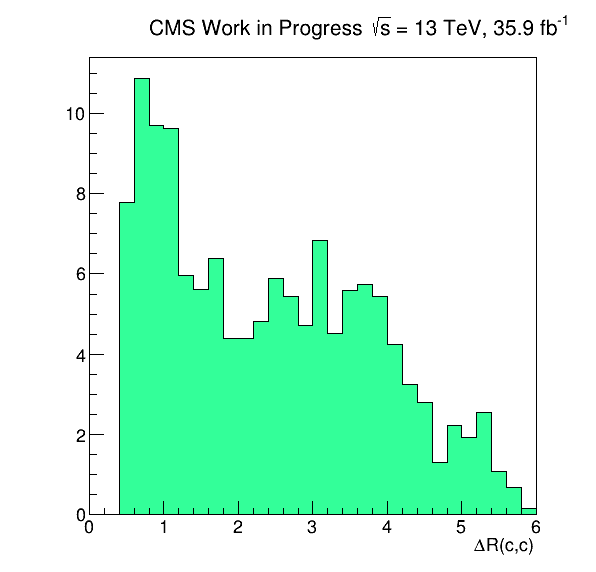 CMS Work in Progress √s = 13 TeV, 35.9 fb⁻¹
10
8
6
4
2
0
0 1 2 3 4 5 6
ΔR(c,c)